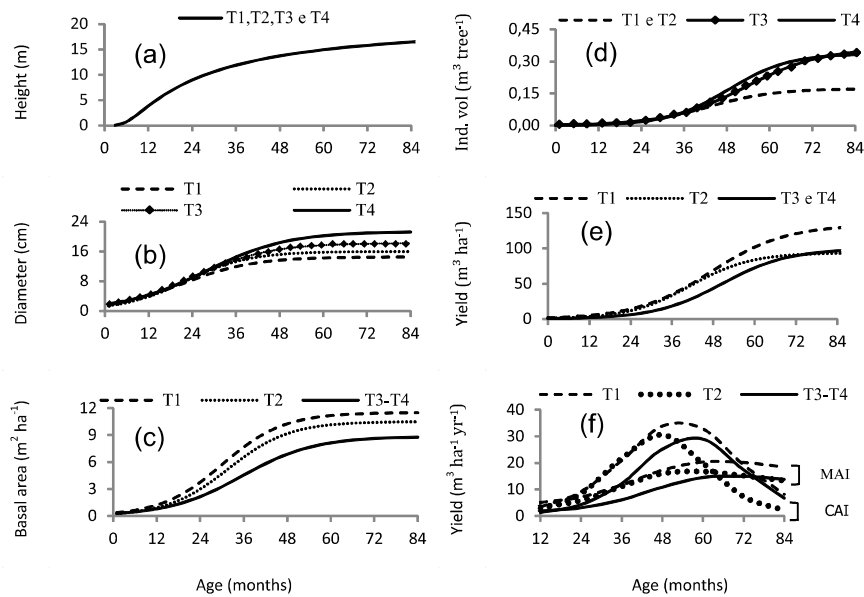 T1,T2,T3 e T4
(a)
Height (m)
20
15
10
5
0
0 12 24 36 48 60 72 84
T1 e T2 T3 T4
(d)
Ind. vol (m³ tree⁻¹)
0,45
0,30
0,15
0,00
0 12 24 36 48 60 72 84
T1 T2
T3 T4
(b)
Diameter (cm)
24
16
8
0
0 12 24 36 48 60 72 84
T1 T2 T3 e T4
(e)
Yield (m³ ha⁻¹)
150
100
50
0
0 12 24 36 48 60 72 84
T1 T2 T3-T4
(c)
Basal area (m² ha⁻¹)
12
9
6
3
0
0 12 24 36 48 60 72 84
Age (months)
T1 T2 T3-T4
(f)
Yield (m³ ha⁻¹ yr⁻¹)
40
30
20
10
0
MAI
CAI
12 24 36 48 60 72 84
Age (months)